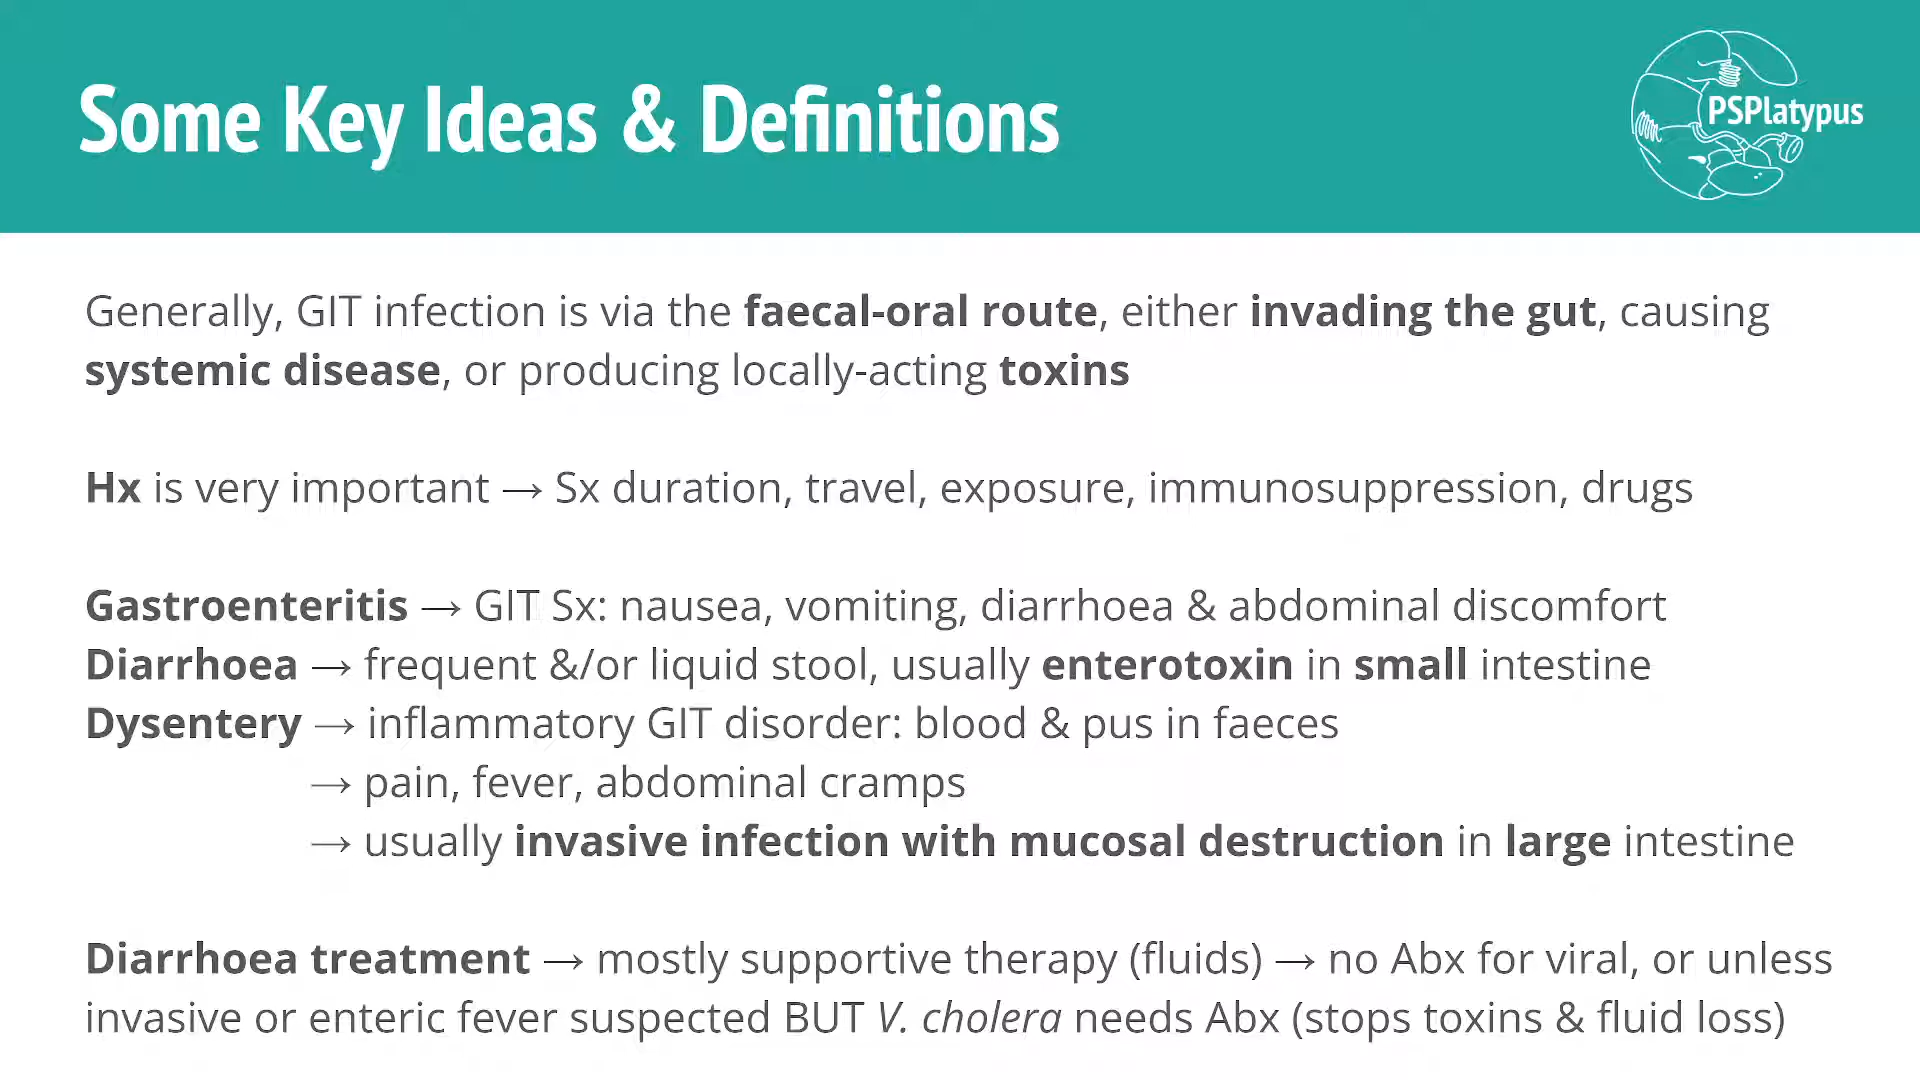 Some Key Ideas & Definitions
PSPlatypus
Generally, GIT infection is via the faecal-oral route, either invading the gut, causing
systemic disease, or producing locally-acting toxins
Hx is very important → Sx duration, travel, exposure, immunosuppression, drugs
Gastroenteritis → GIT Sx: nausea, vomiting, diarrhoea & abdominal discomfort
Diarrhoea → frequent &/or liquid stool, usually enterotoxin in small intestine
Dysentery → inflammatory GIT disorder: blood & pus in faeces
→ pain, fever, abdominal cramps
→ usually invasive infection with mucosal destruction in large intestine
Diarrhoea treatment → mostly supportive therapy (fluids) → no Abx for viral, or unless
invasive or enteric fever suspected BUT V. cholera needs Abx (stops toxins & fluid loss)